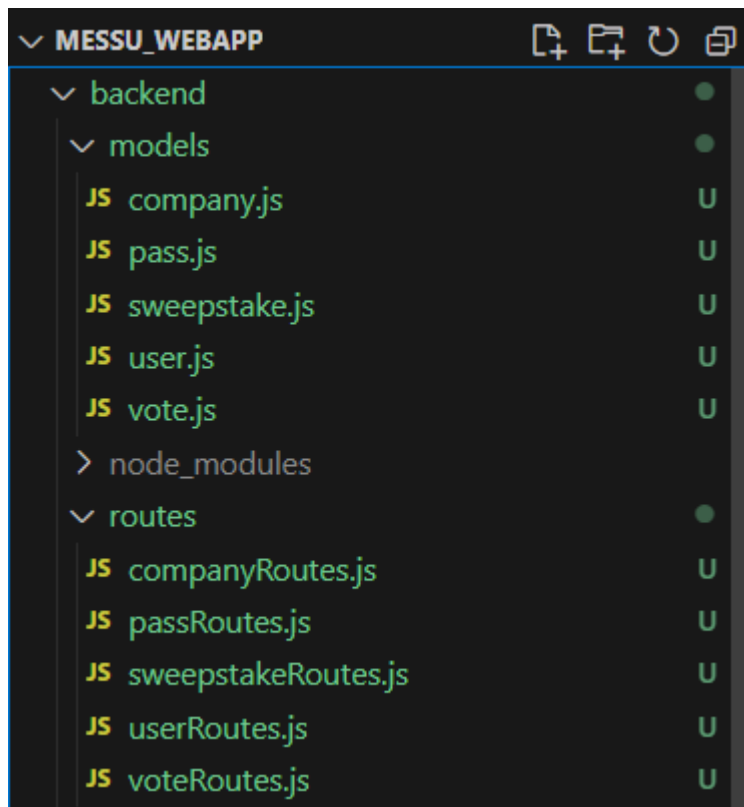 MESSU_WEBAPP
backend
models
JS company.js U
JS pass.js U
JS sweepstake.js U
JS user.js U
JS vote.js U
node_modules
routes
JS companyRoutes.js U
JS passRoutes.js U
JS sweepstakeRoutes.js U
JS userRoutes.js U
JS voteRoutes.js U